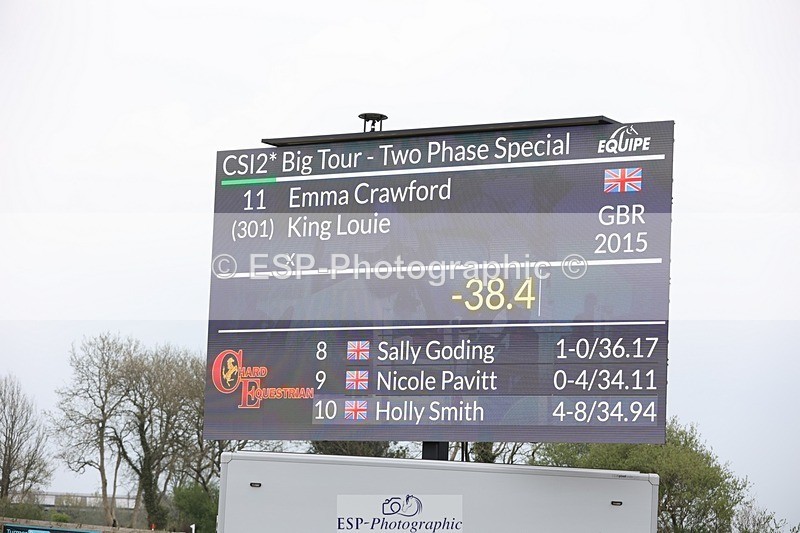 CSI2* Big Tour - Two Phase Special
EQUIPE
11 Emma Crawford
(301) King Louie
GBR
2015
x
© ESP-Photographic ©
-38.4
CHARD EQUESTRIAN
8 Sally Goding 1-0/36.17
9 Nicole Pavitt 0-4/34.11
10 Holly Smith 4-8/34.94
ESP-Photographic